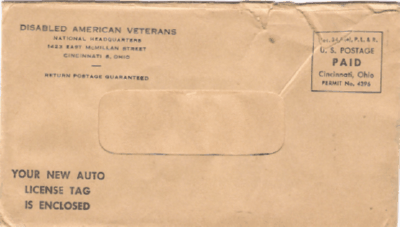 DISABLED AMERICAN VETERANS
NATIONAL HEADQUARTERS
1423 EAST McMILLAN STREET
CINCINNATI 6, OHIO
RETURN POSTAGE GUARANTEED
P.L.& R.
U. S. POSTAGE
PAID
Cincinnati, Ohio
PERMIT No. 4396
YOUR NEW AUTO
LICENSE TAG
IS ENCLOSED